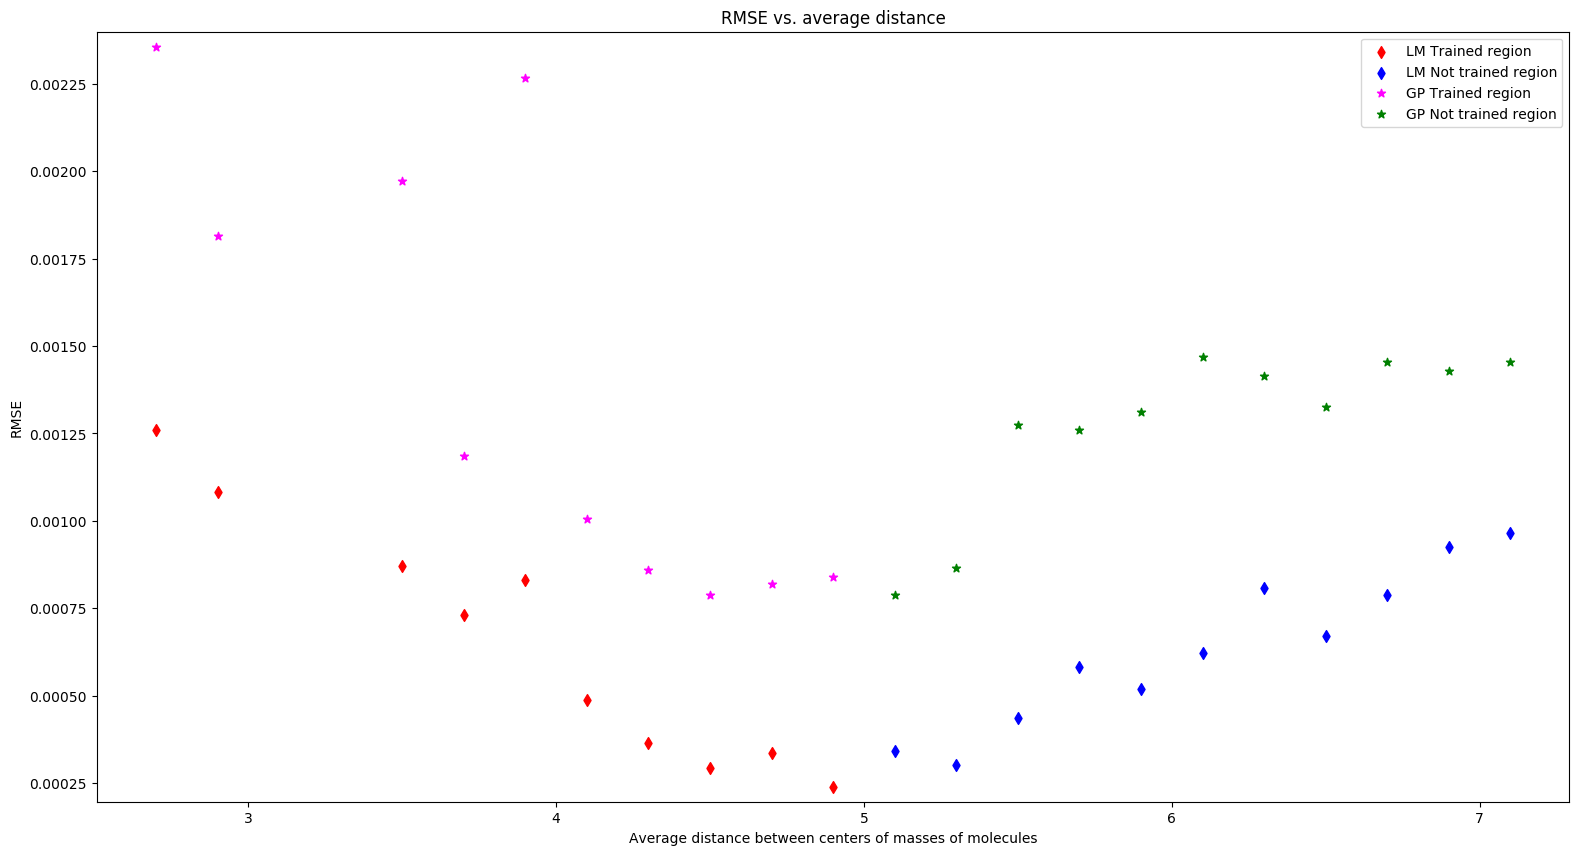 RMSE vs. average distance
LM Trained region
LM Not trained region
GP Trained region
GP Not trained region
RMSE
0.00225
0.00200
0.00175
0.00150
0.00125
0.00100
0.00075
0.00050
0.00025
3
4
5
6
7
Average distance between centers of masses of molecules